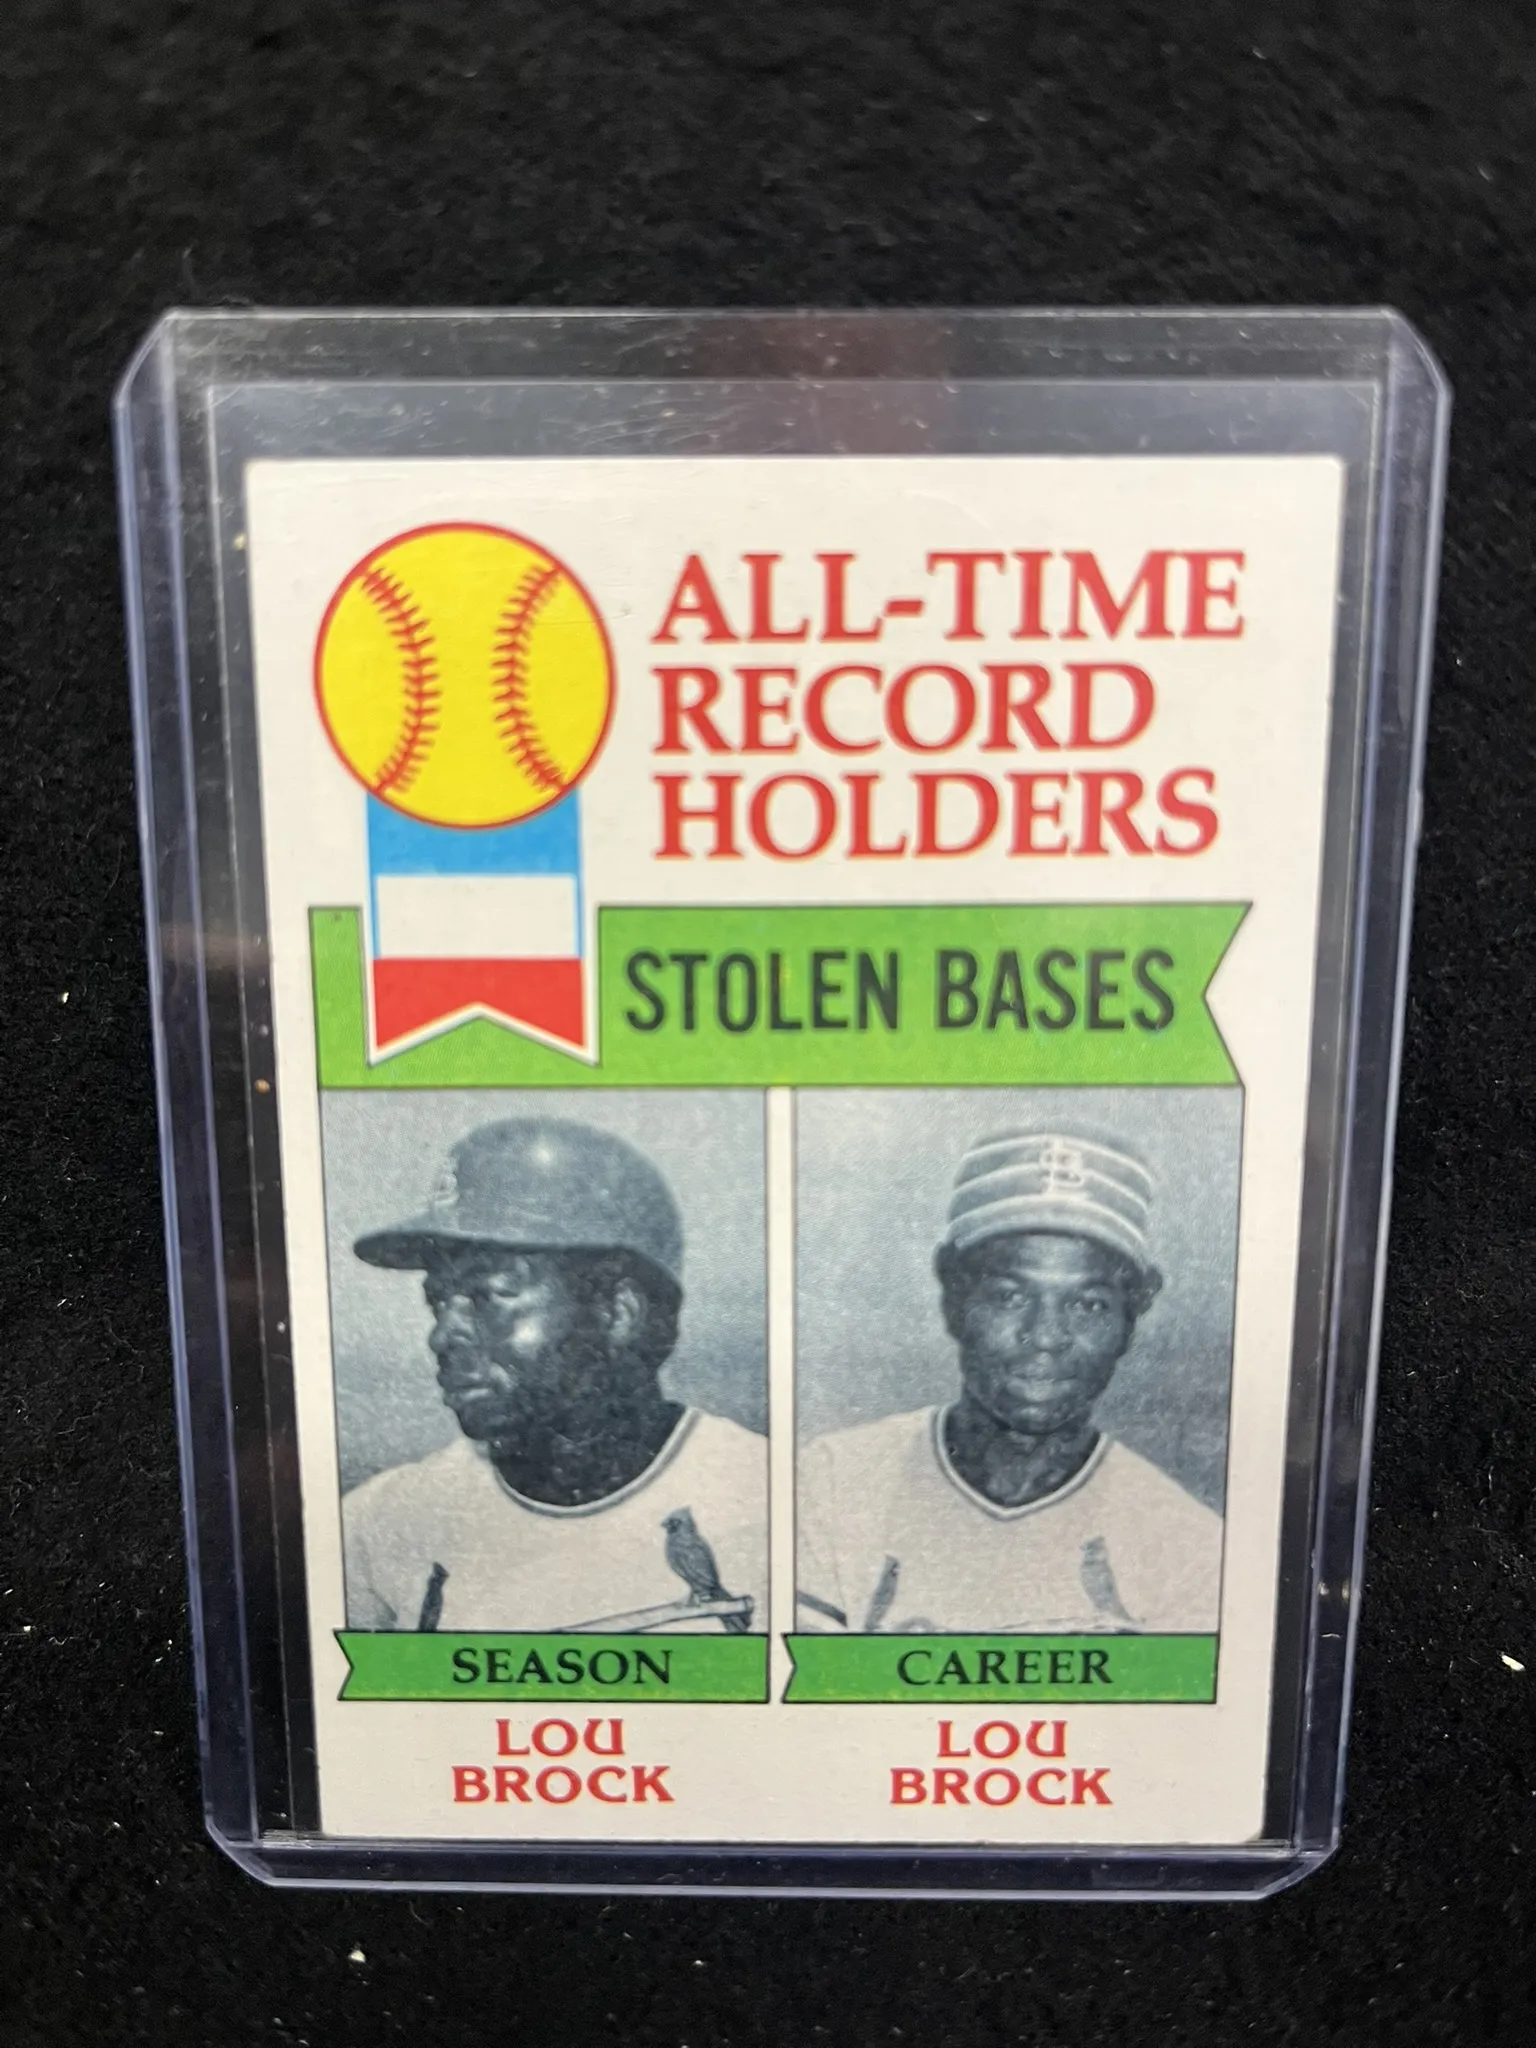 ALL-TIME
RECORD
HOLDERS
STOLEN BASES
SEASON
CAREER
LOU
BROCK
LOU
BROCK